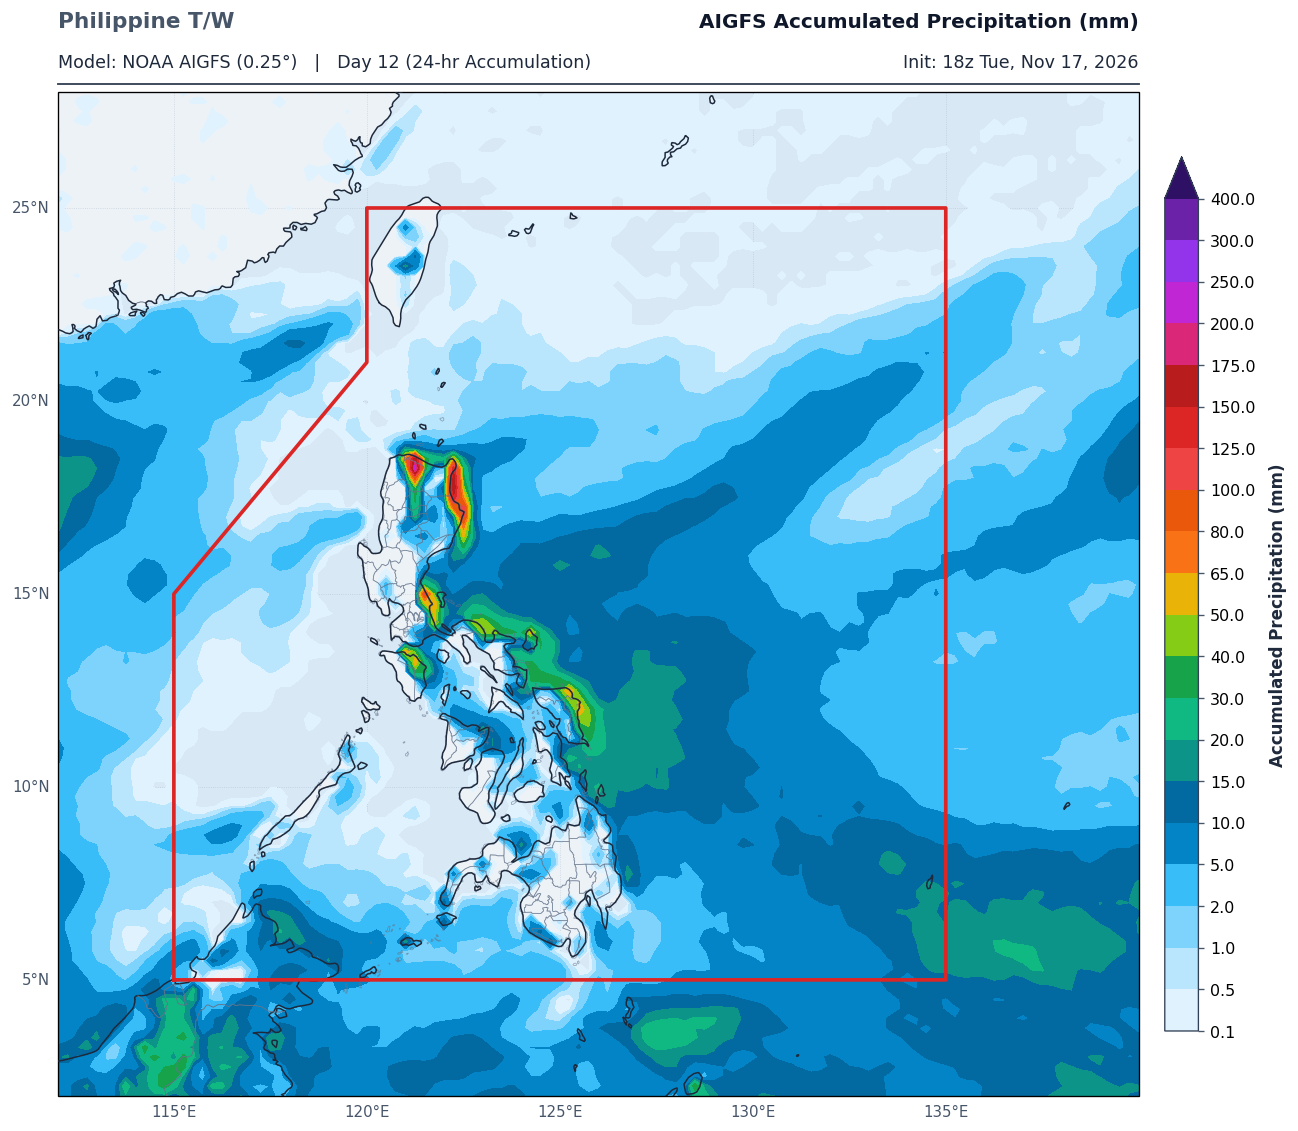 Philippine T/W
AIGFS Accumulated Precipitation (mm)
Model: NOAA AIGFS (0.25°)   |   Day 12 (24-hr Accumulation)
Init: 18z Tue, Nov 17, 2026
25°N
20°N
15°N
10°N
5°N
115°E
120°E
125°E
130°E
135°E
400.0
300.0
250.0
200.0
175.0
150.0
125.0
100.0
80.0
65.0
50.0
40.0
30.0
20.0
15.0
10.0
5.0
2.0
1.0
0.5
0.1
Accumulated Precipitation (mm)